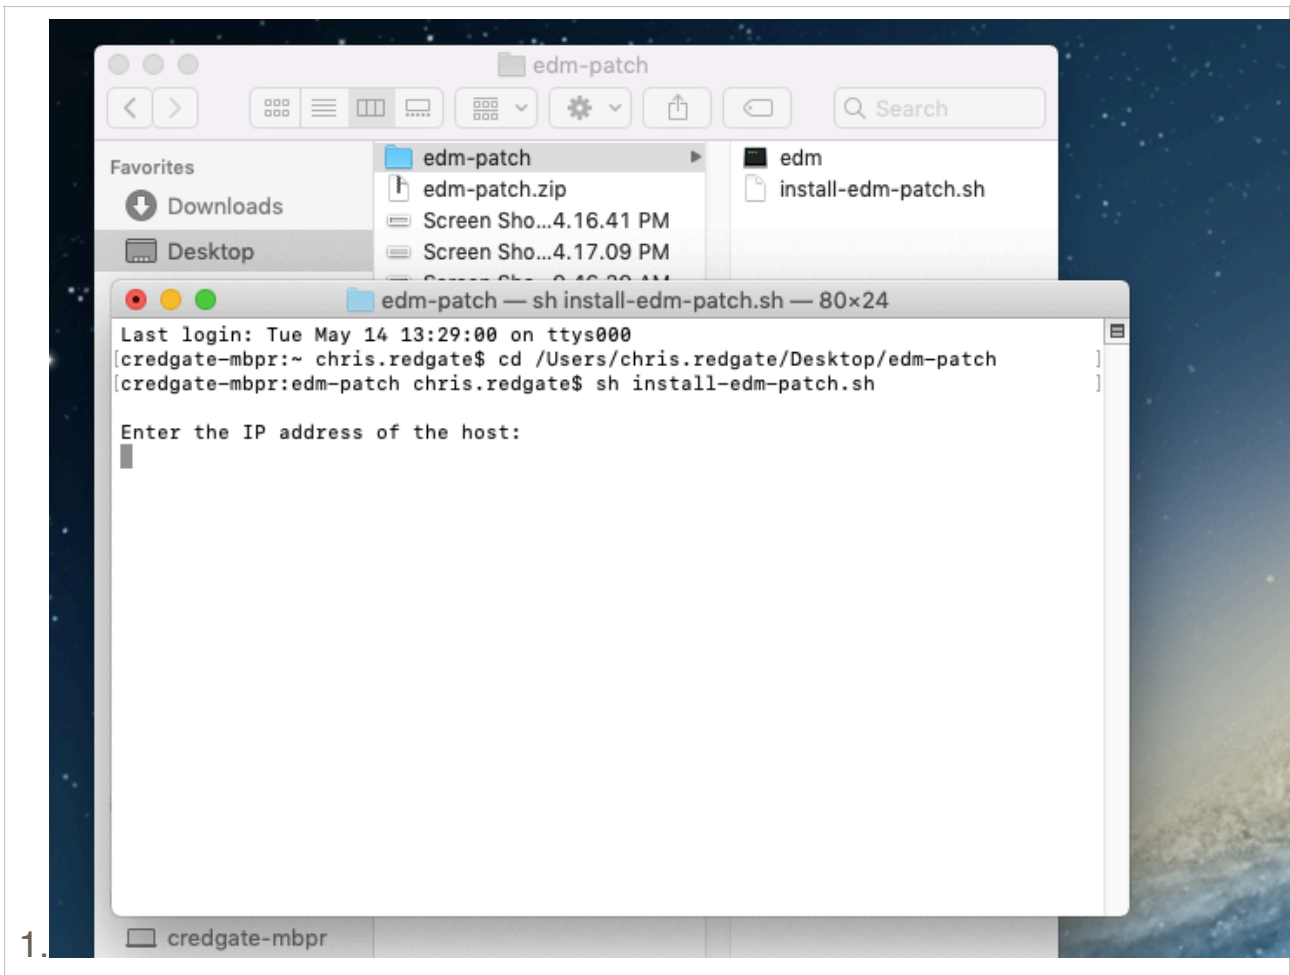 edm-patch
Search
Favorites
Downloads
Desktop
edm-patch
edm-patch.zip
Screen Sho...4.16.41 PM
Screen Sho...4.17.09 PM
edm
install-edm-patch.sh
edm-patch — sh install-edm-patch.sh — 80×24
Last login: Tue May 14 13:29:00 on ttys000
[credgate-mbpr:~ chris.redgate$ cd /Users/chris.redgate/Desktop/edm-patch ]
[credgate-mbpr:edm-patch chris.redgate$ sh install-edm-patch.sh ]
Enter the IP address of the host:
credgate-mbpr
1.